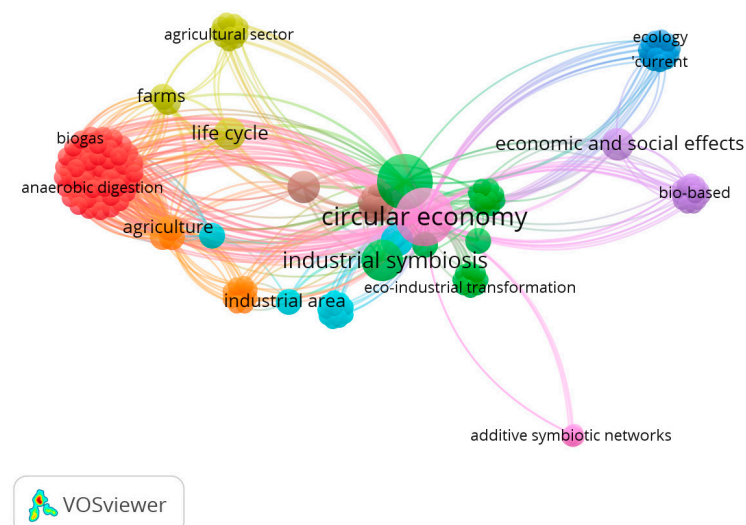 agricultural sector
ecology
'current
farms
life cycle
biogas
economic and social effects
anaerobic digestion
bio-based
circular economy
agriculture
industrial symbiosis
eco-industrial transformation
industrial area
additive symbiotic networks
VOSviewer